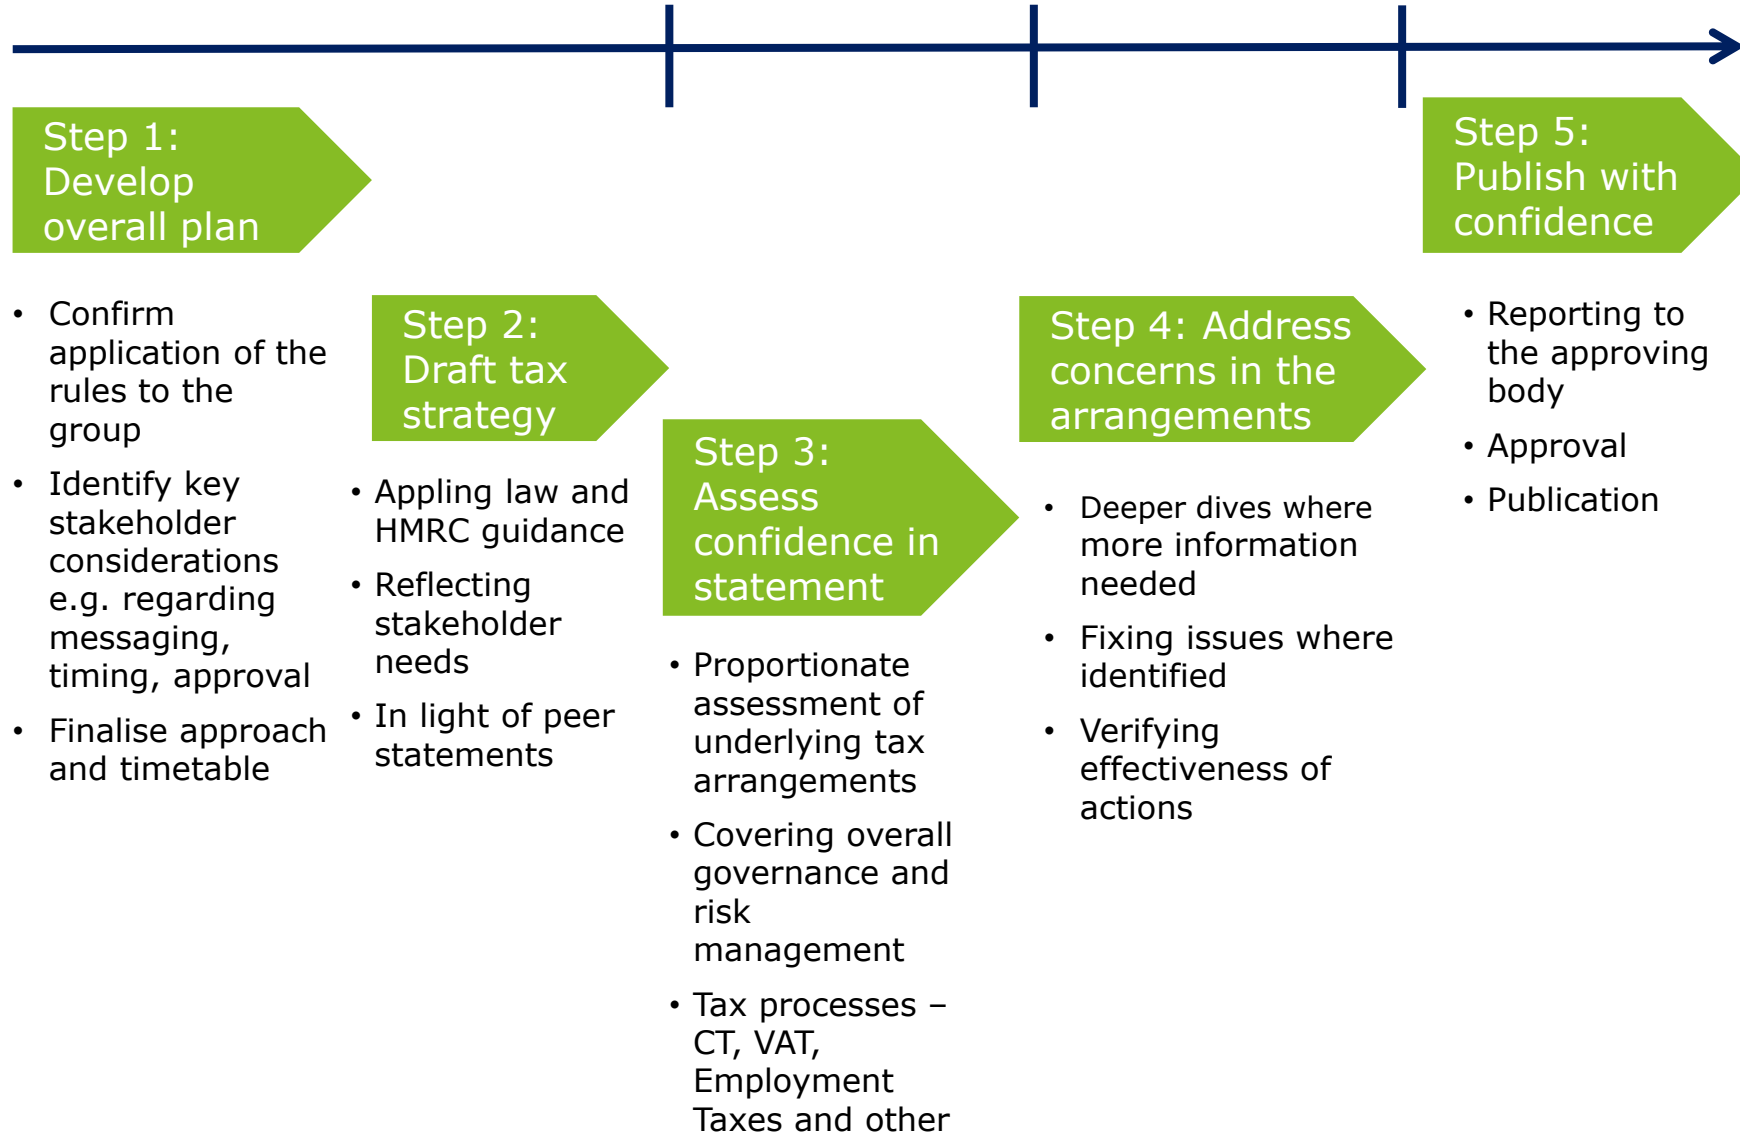 Step 1:
Develop
overall plan
• Confirm
application of the
rules to the
group
• Identify key
stakeholder
considerations
e.g. regarding
messaging,
timing, approval
• Finalise approach
and timetable
Step 2:
Draft tax
strategy
• Appling law and
HMRC guidance
• Reflecting
stakeholder
needs
• In light of peer
statements
Step 3:
Assess
confidence in
statement
• Proportionate
assessment of
underlying tax
arrangements
• Covering overall
governance and
risk
management
• Tax processes –
CT, VAT,
Employment
Taxes and other
Step 4: Address
concerns in the
arrangements
• Deeper dives where
more information
needed
• Fixing issues where
identified
• Verifying
effectiveness of
actions
Step 5:
Publish with
confidence
• Reporting to
the approving
body
• Approval
• Publication